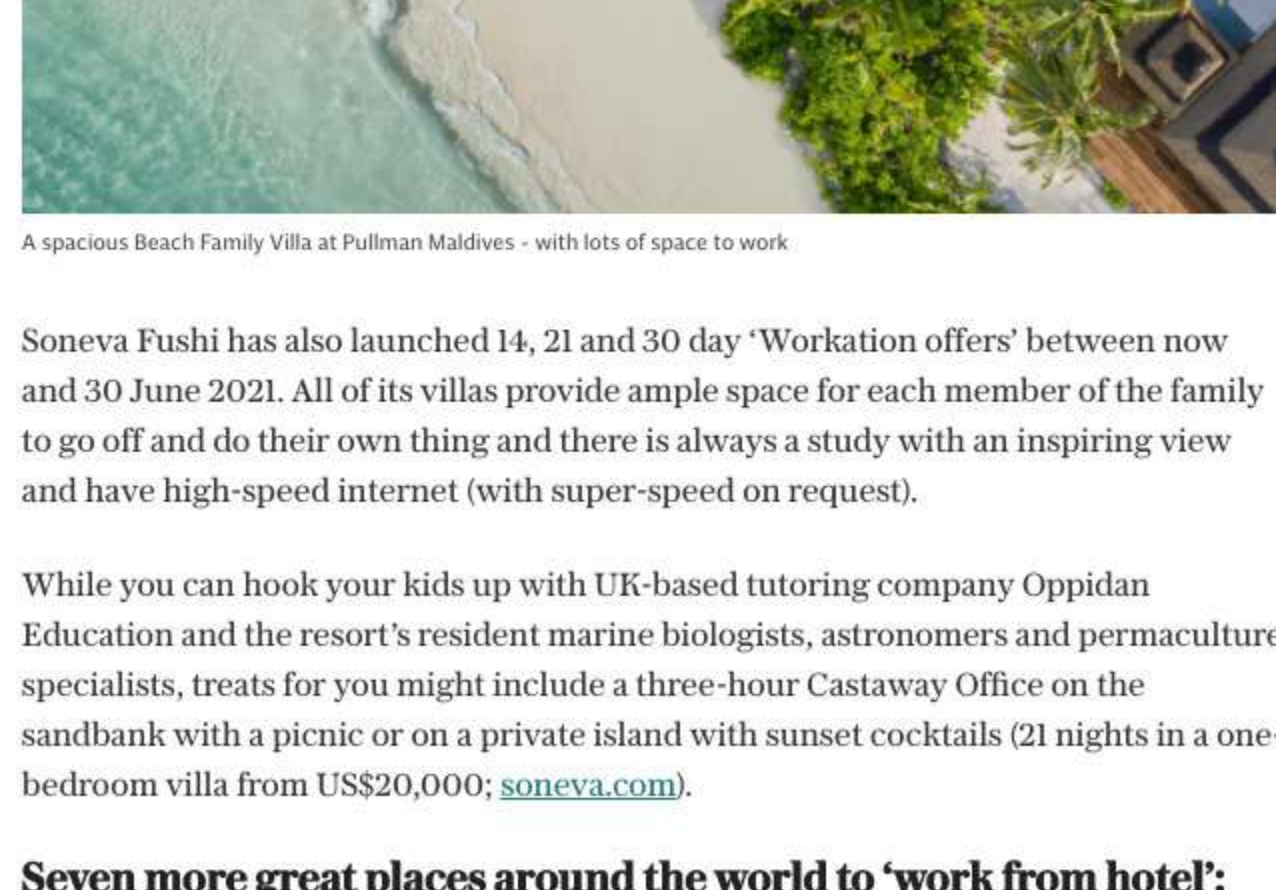 A spacious Beach Family Villa at Pullman Maldives - with lots of space to work
Soneva Fushi has also launched 14, 21 and 30 day ‘Workation offers’ between now
and 30 June 2021. All of its villas provide ample space for each member of the family
to go off and do their own thing and there is always a study with an inspiring view
and have high-speed internet (with super-speed on request).
While you can hook your kids up with UK-based tutoring company Oppidan
Education and the resort’s resident marine biologists, astronomers and permaculture
specialists, treats for you might include a three-hour Castaway Office on the
sandbank with a picnic or on a private island with sunset cocktails (21 nights in a one-
bedroom villa from US$20,000; soneva.com).
Seven more great places around the world to ‘work from hotel’: